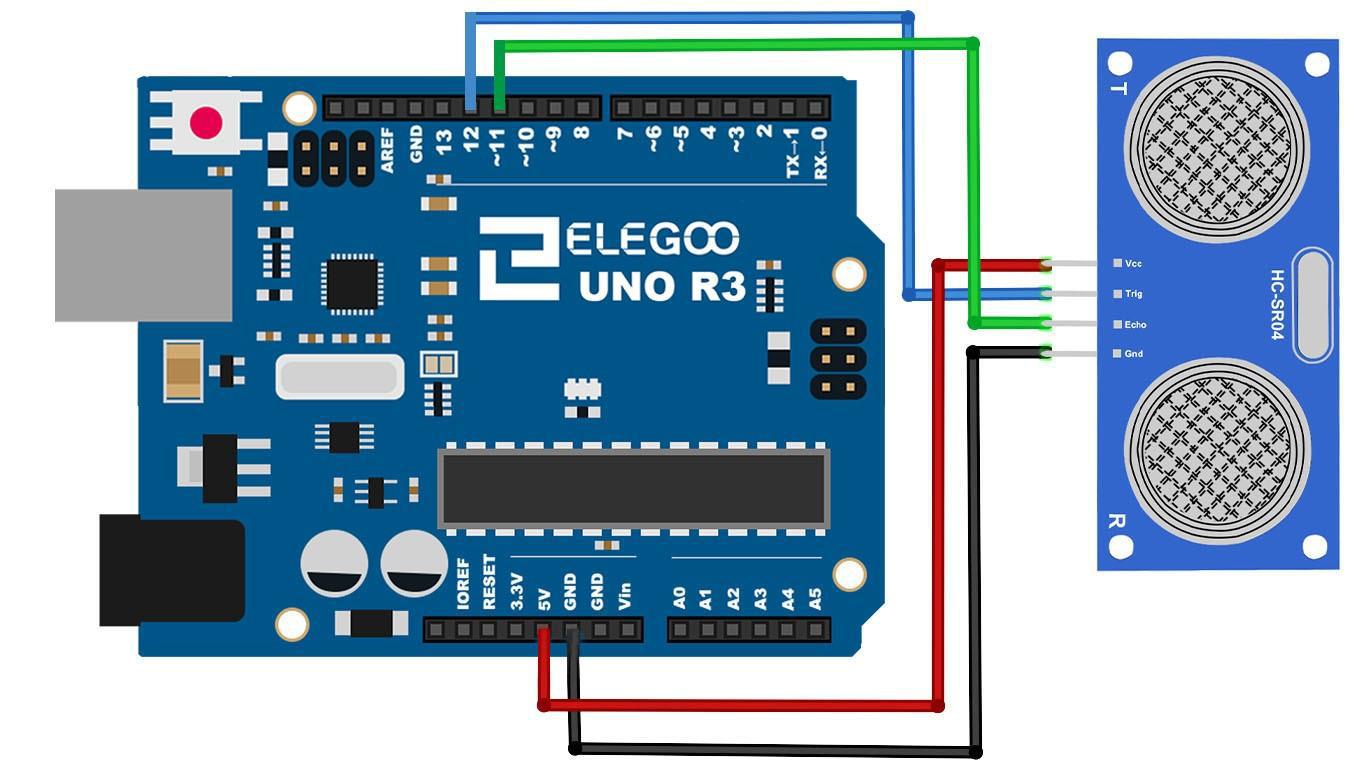 AREF
GND
13
12
~11
~10
~9
8
7
~6
~5
4
~3
2
TX→1
RX←0
ELEGOO
UNO R3
IOREF
RESET
3.3V
5V
GND
GND
Vin
A0
A1
A2
A3
A4
A5
T
Vcc
Trig
Echo
Gnd
HC-SR04
R